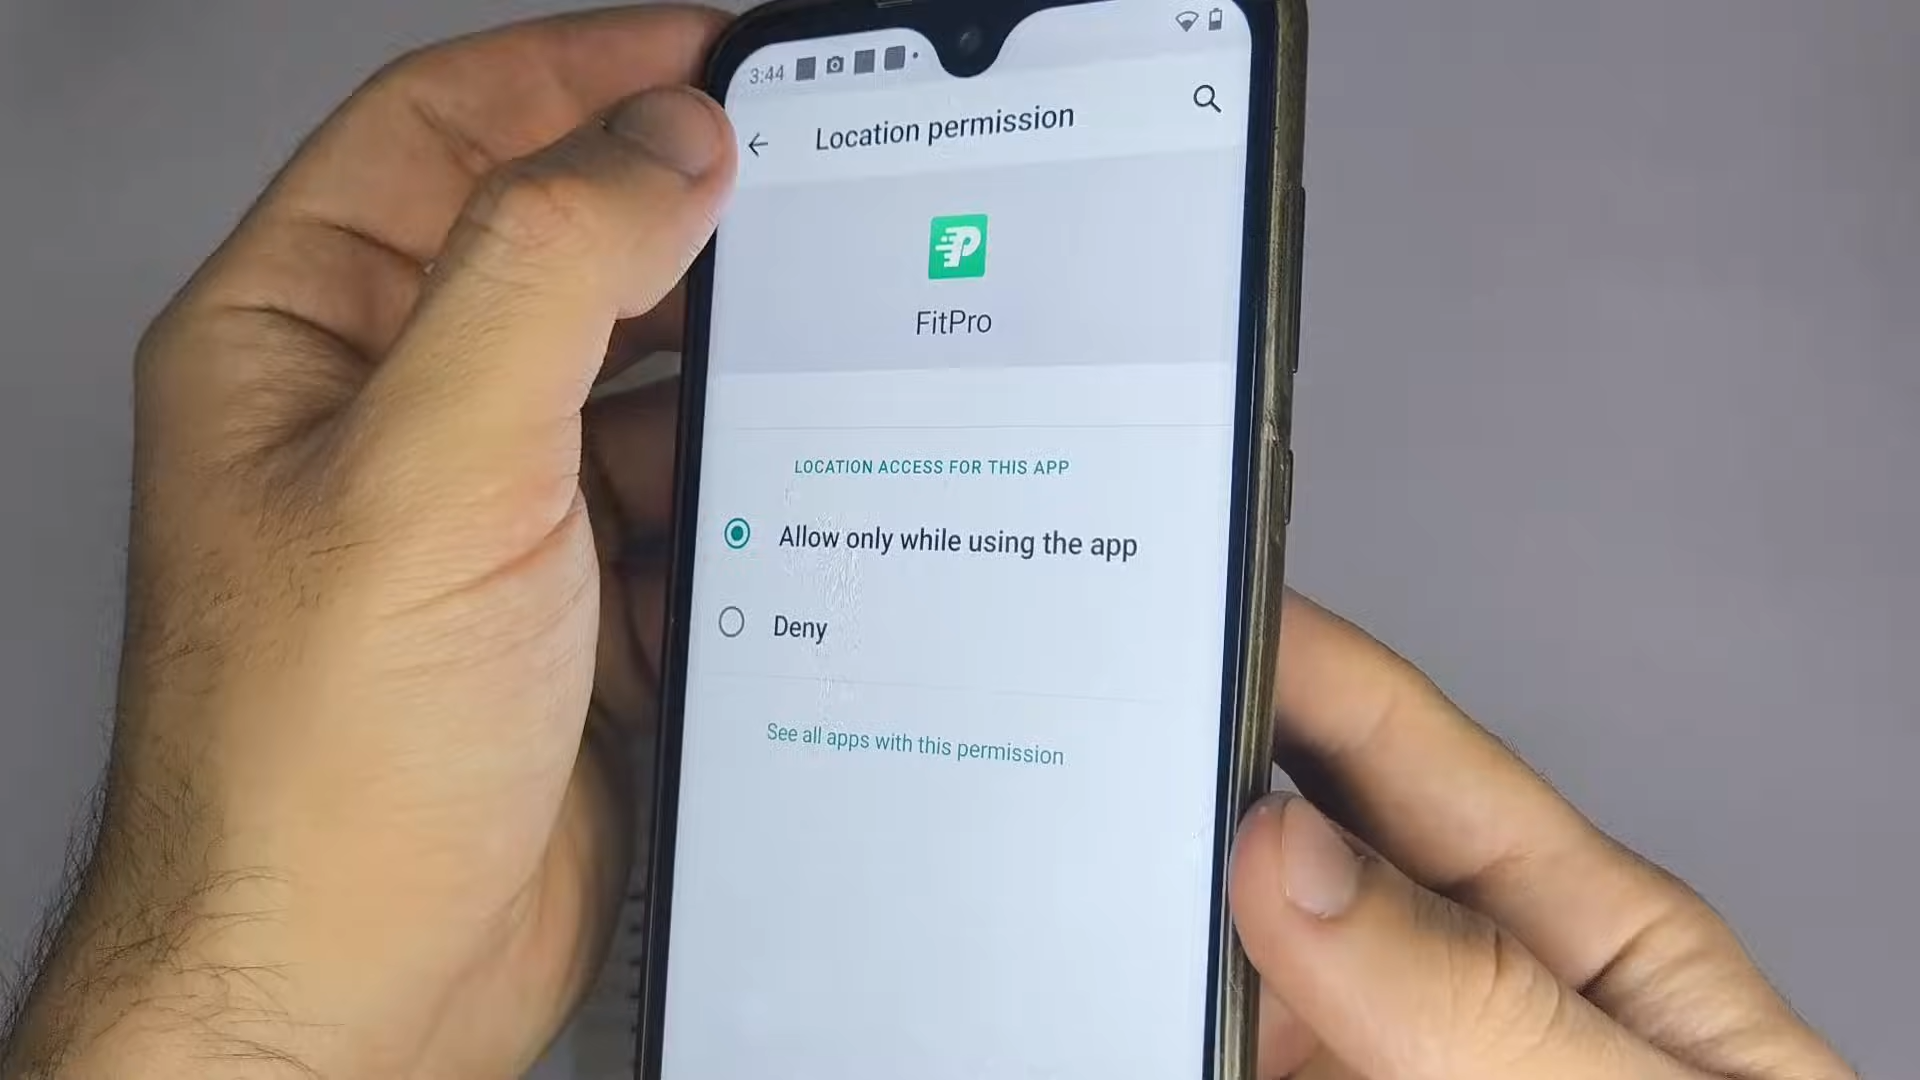 3:44
Location permission
FitPro
LOCATION ACCESS FOR THIS APP
Allow only while using the app
Deny
See all apps with this permission